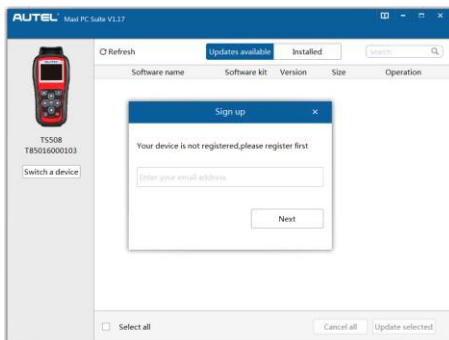 AUTEL Maxi PC Suite V1.17
Refresh
Updates available
Installed
Search
Software name
Software kit
Version
Size
Operation
AUTEL
TS508
T85016000103
Switch a device
Sign up
Your device is not registered,please register first
Enter your email address
Next
Select all
Cancel all
Update selected